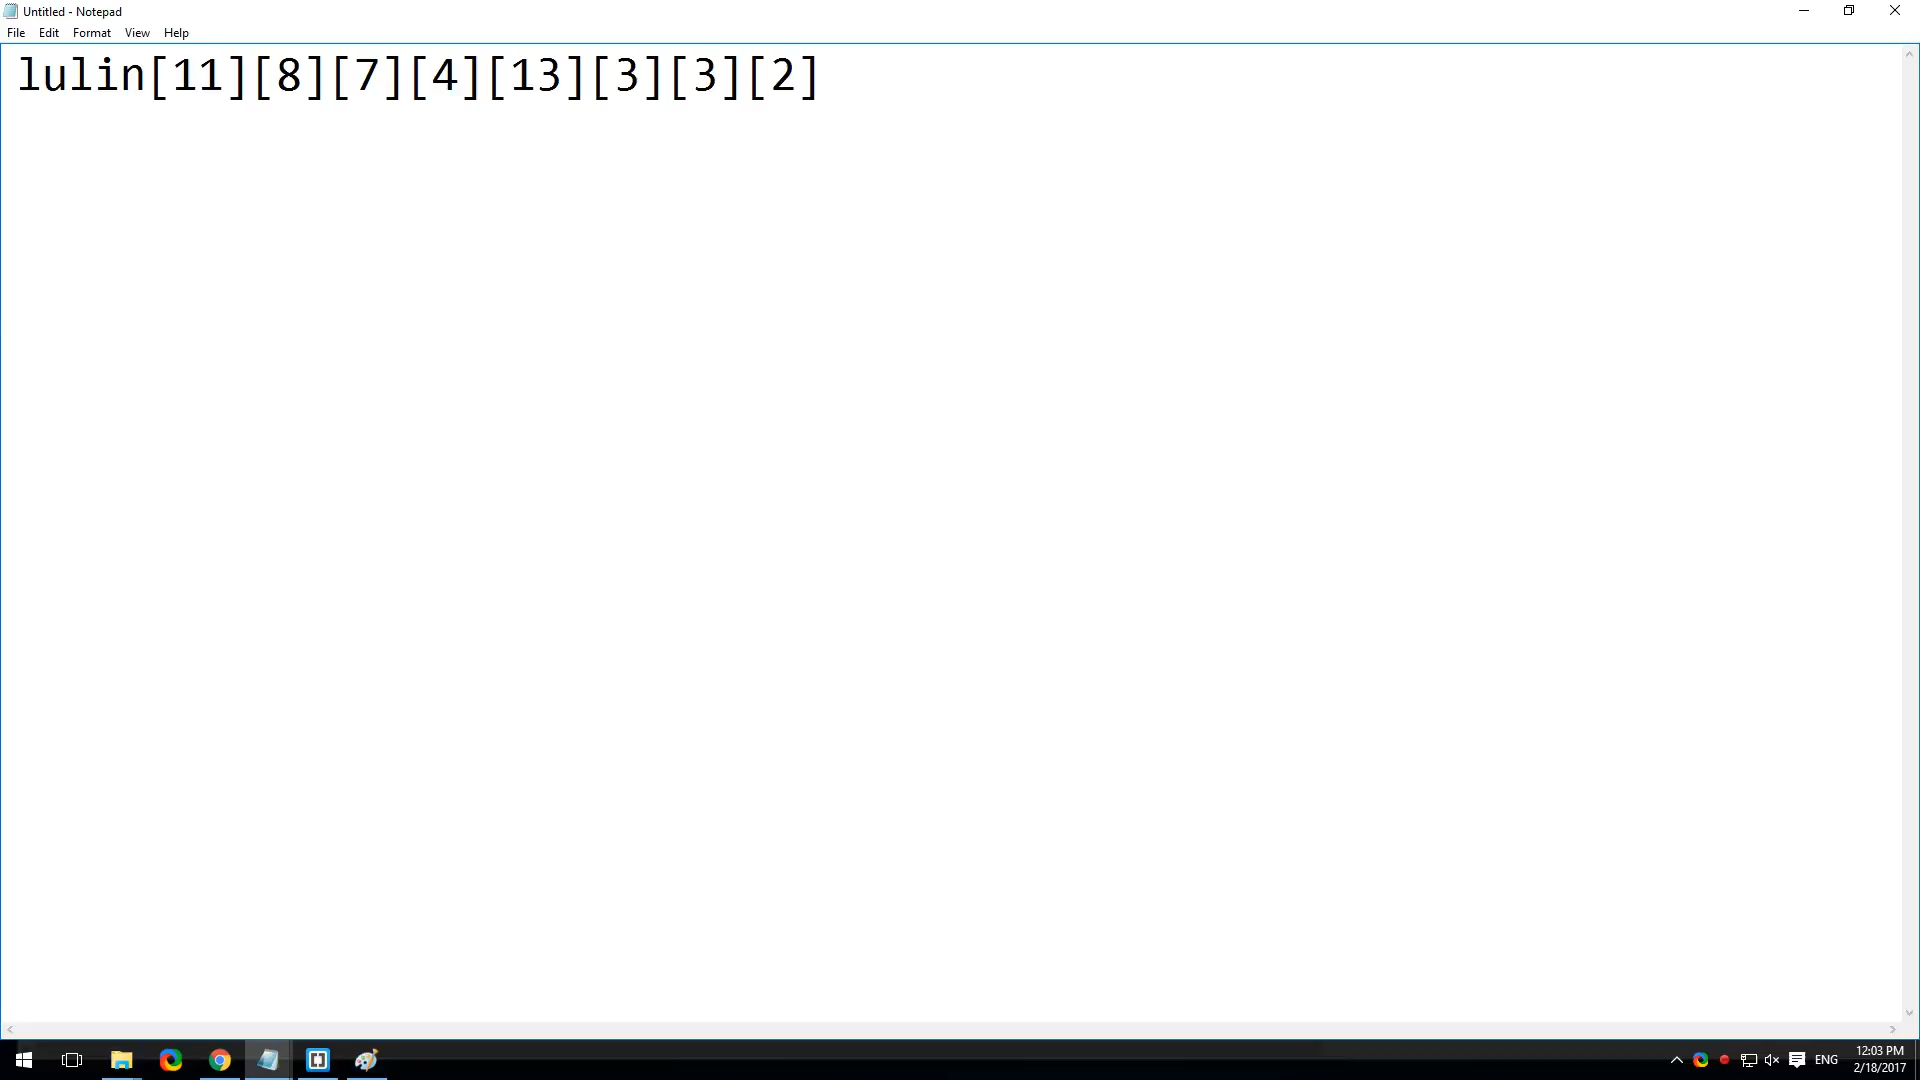 Untitled - Notepad
File Edit Format View Help
lulin[11][8][7][4][13][3][3][2]
ENG
12:03 PM
2/18/2017